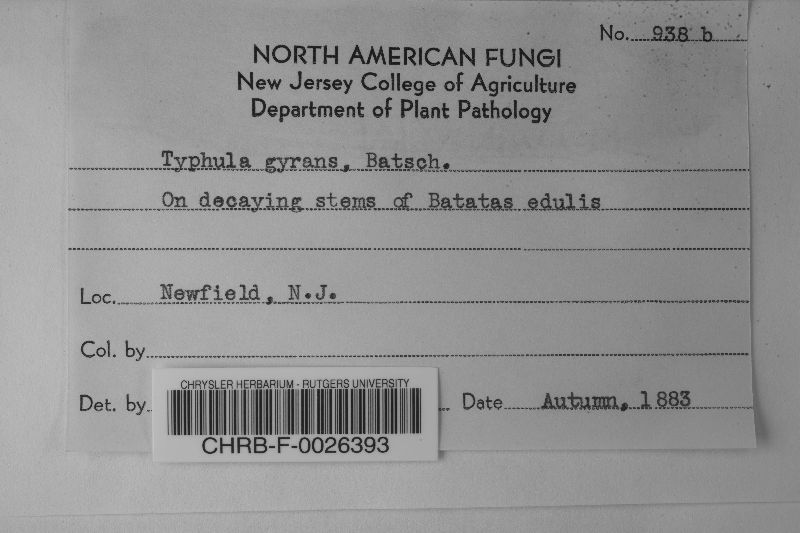 No. 938 b
NORTH AMERICAN FUNGI
New Jersey College of Agriculture
Department of Plant Pathology
Typhula gyrans, Batsch.
On decaying stems of Batatas edulis
Loc. Newfield, N.J.
Col. by
Det. by Date Autumn, 1883
CHRYSLER HERBARIUM - RUTGERS UNIVERSITY
CHRB-F-0026393